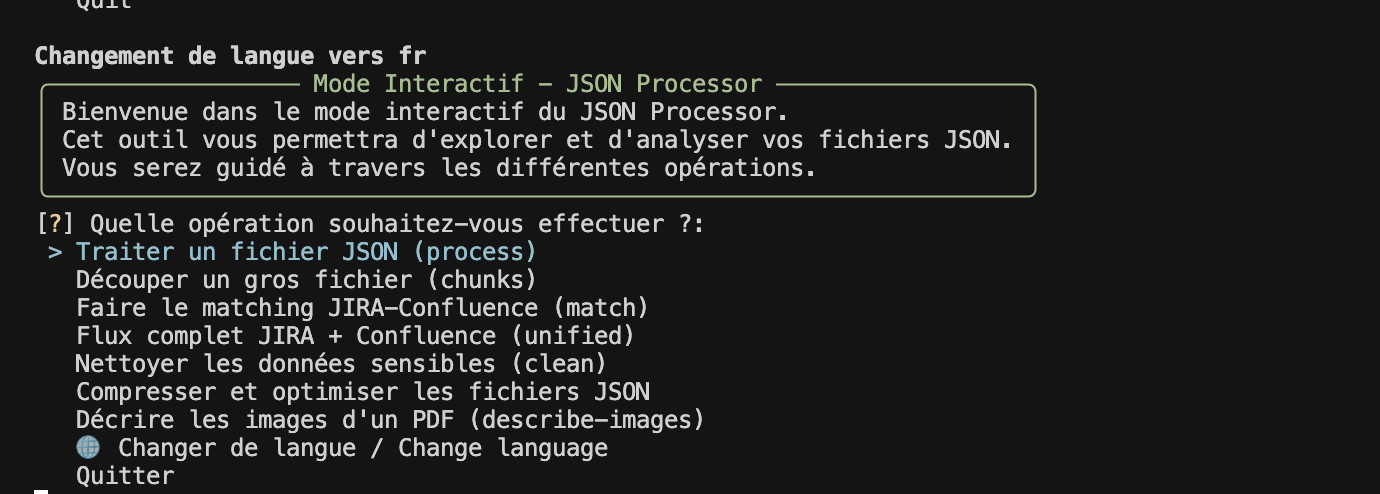 Quit
Changement de langue vers fr
Mode Interactif – JSON Processor
Bienvenue dans le mode interactif du JSON Processor.
Cet outil vous permettra d'explorer et d'analyser vos fichiers JSON.
Vous serez guidé à travers les différentes opérations.
[?] Quelle opération souhaitez-vous effectuer ?:
> Traiter un fichier JSON (process)
Découper un gros fichier (chunks)
Faire le matching JIRA-Confluence (match)
Flux complet JIRA + Confluence (unified)
Nettoyer les données sensibles (clean)
Compresser et optimiser les fichiers JSON
Décrire les images d'un PDF (describe-images)
🌐 Changer de langue / Change language
Quitter